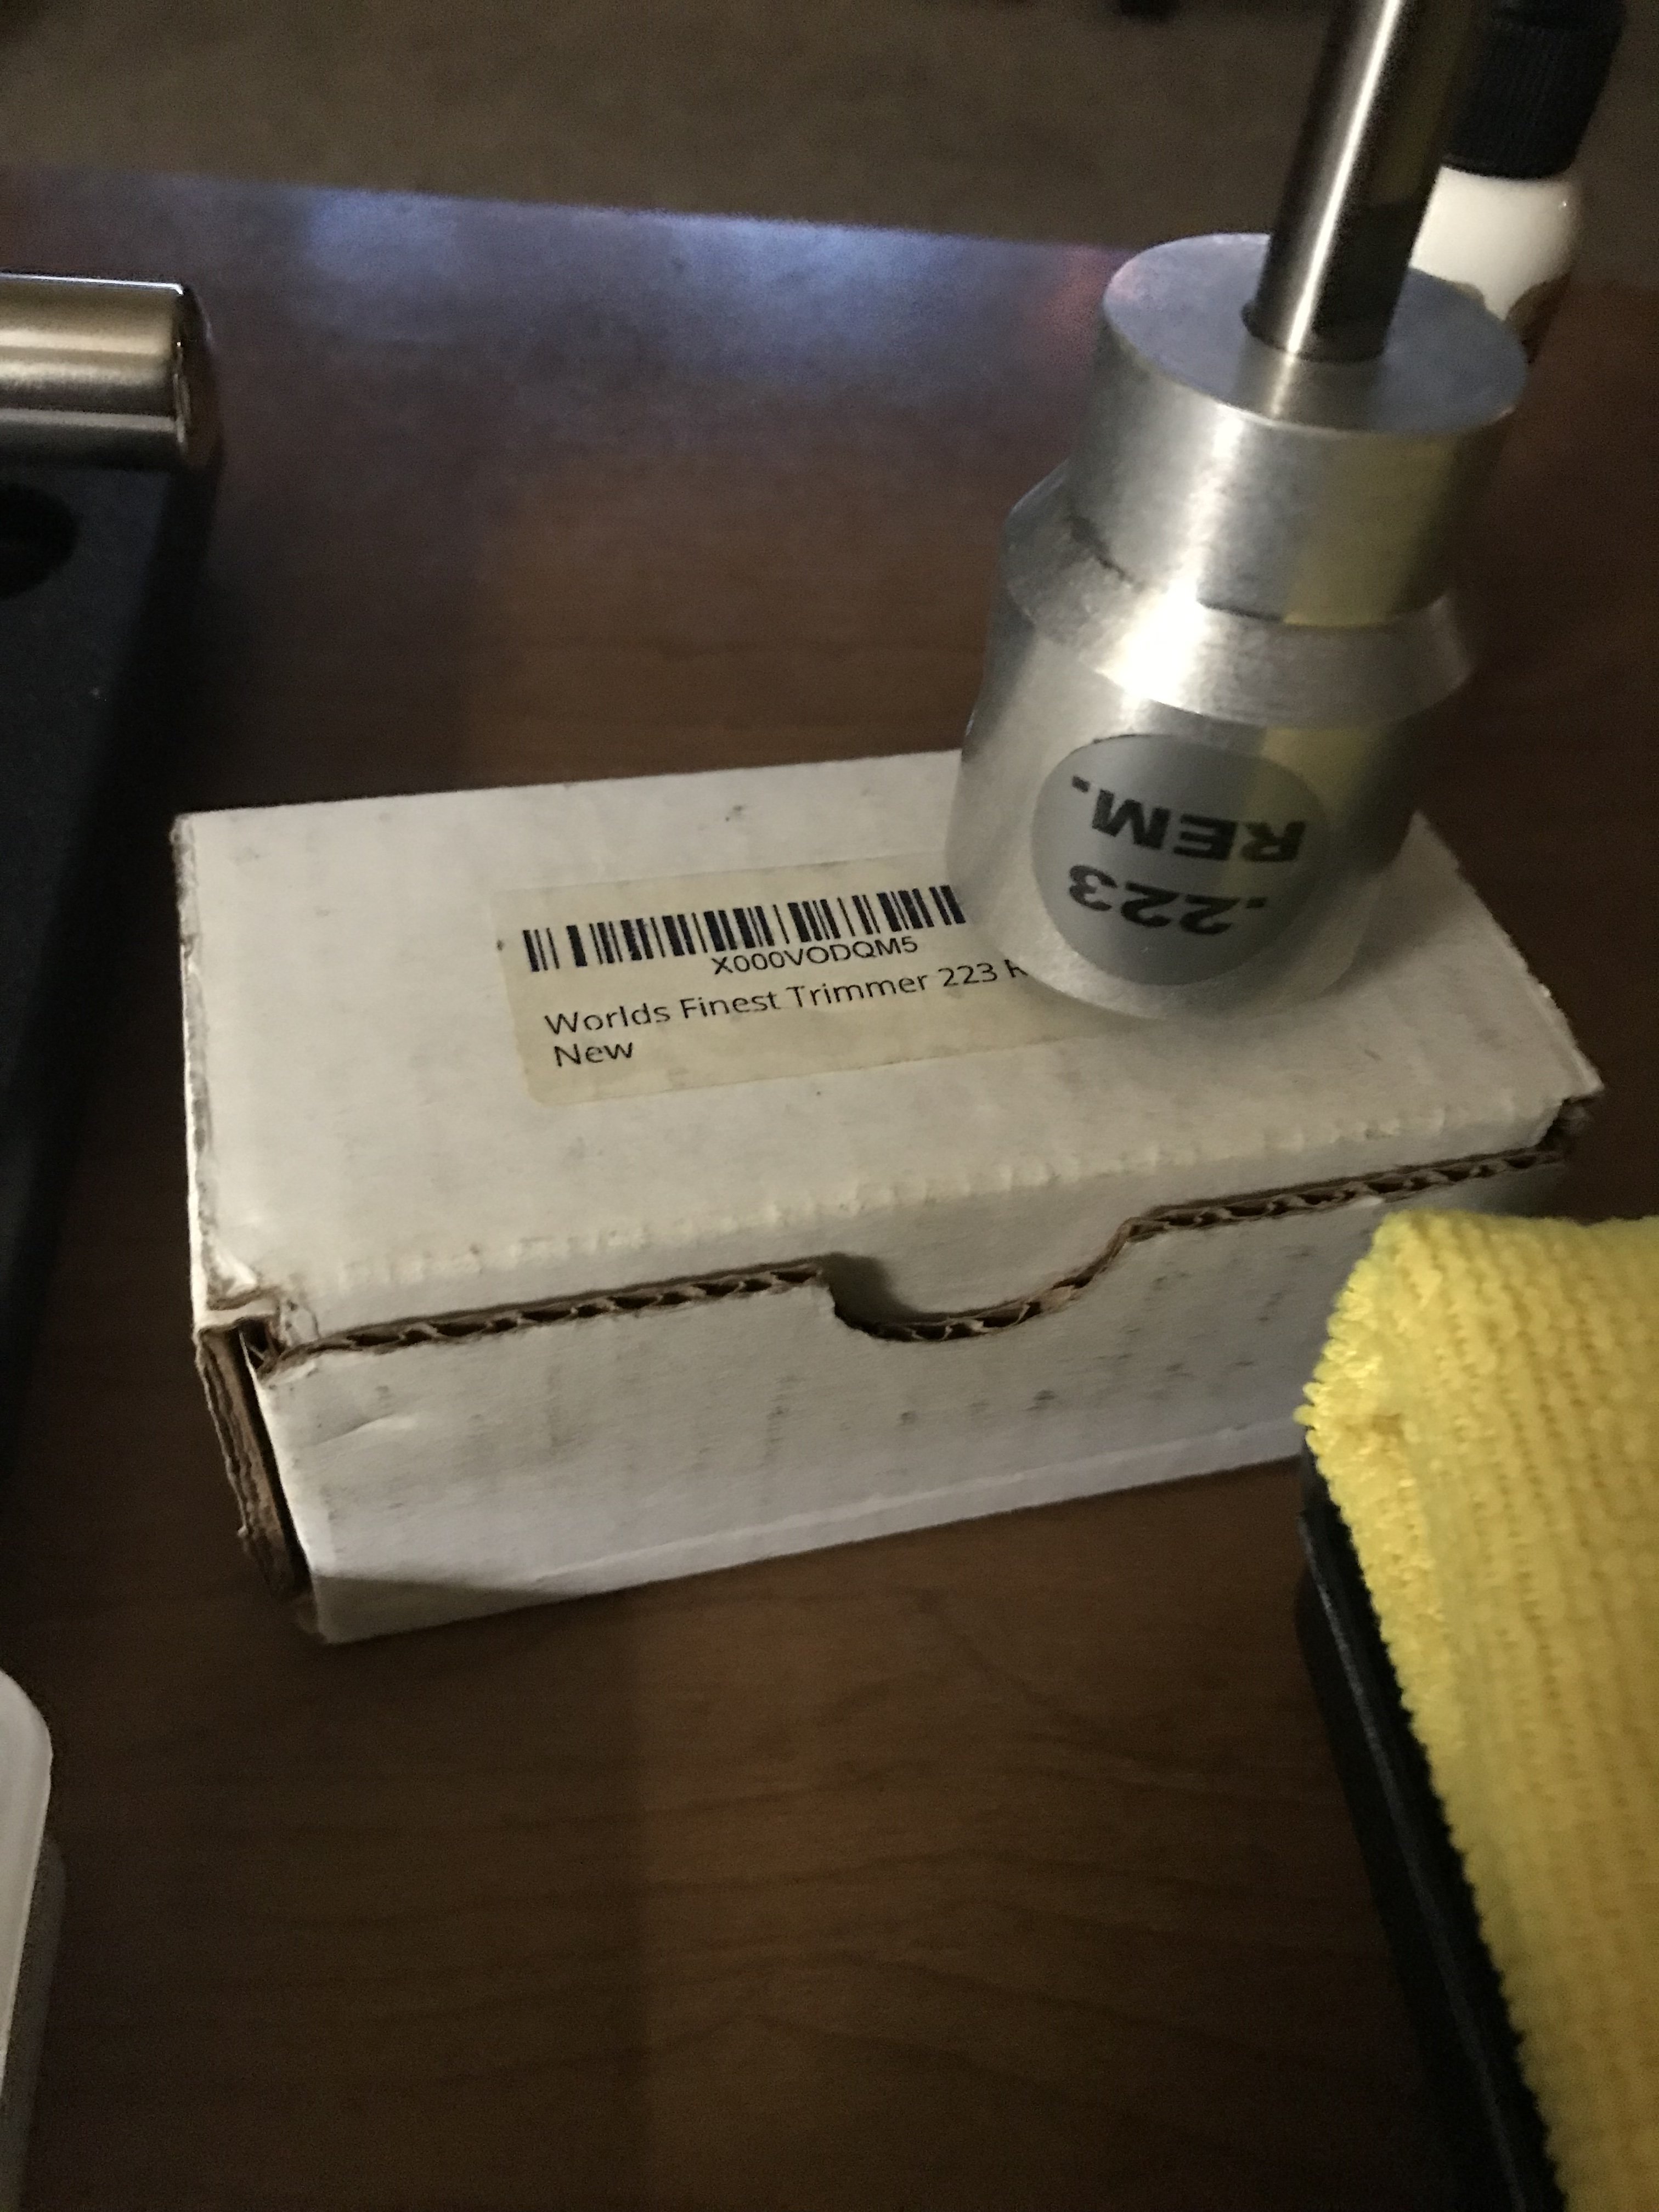 X000VODQM5
Worlds Finest Trimmer 223
New
.223
REM.